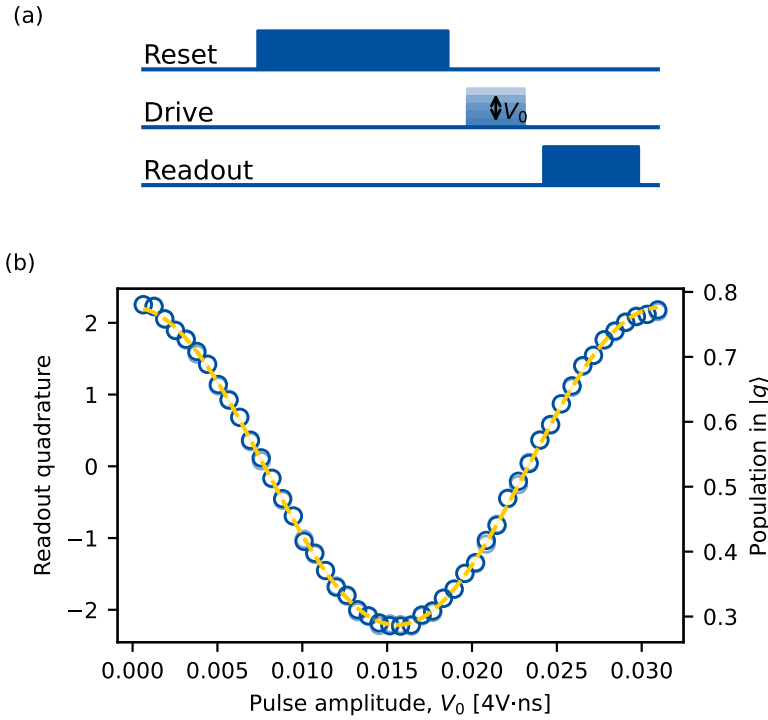 (a)
Reset
Drive
V₀
Readout
(b)
Readout quadrature
2
1
0
−1
−2
0.8
0.7
0.6
0.5
0.4
0.3
Population in |g⟩
0.000 0.005 0.010 0.015 0.020 0.025 0.030
Pulse amplitude, V₀ [4V·ns]